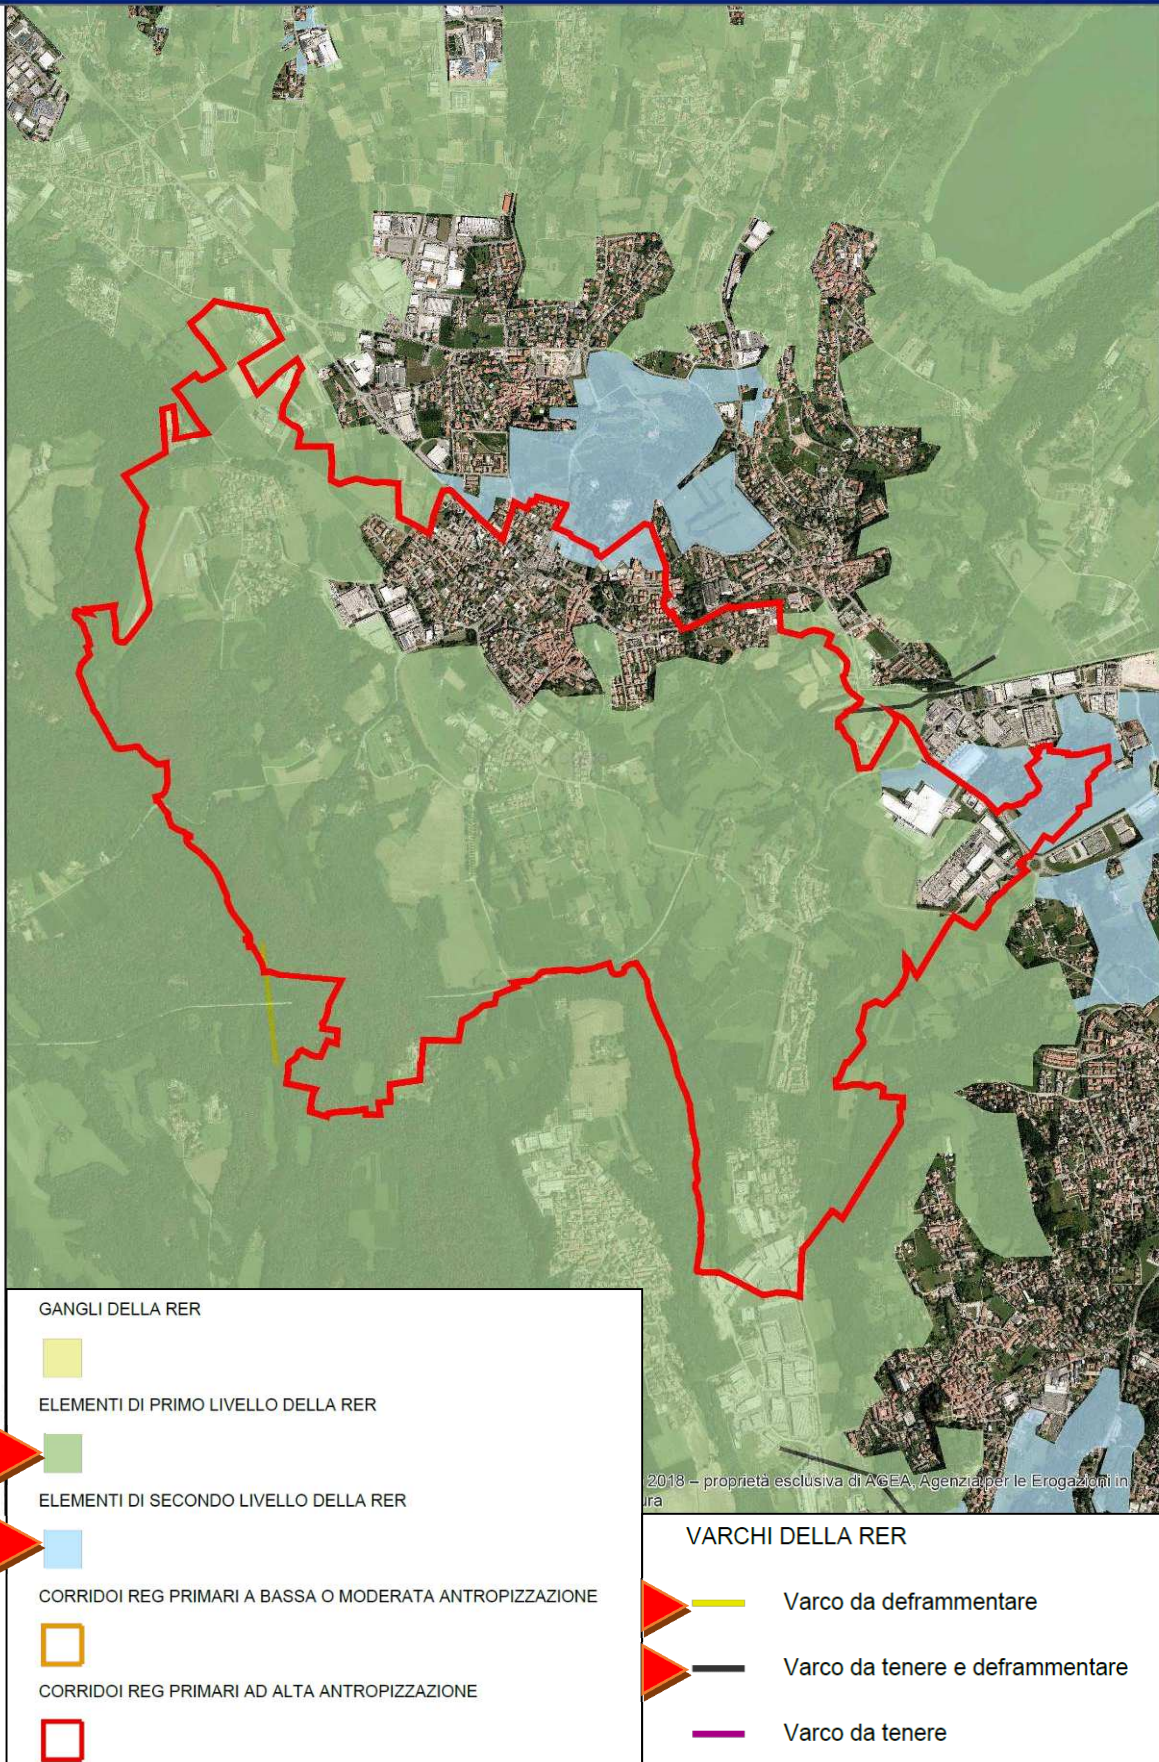 GANGLI DELLA RER
ELEMENTI DI PRIMO LIVELLO DELLA RER
ELEMENTI DI SECONDO LIVELLO DELLA RER
CORRIDOI REG PRIMARI A BASSA O MODERATA ANTROPIZZAZIONE
CORRIDOI REG PRIMARI AD ALTA ANTROPIZZAZIONE
2018 – proprietà esclusiva di AGEA, Agenzia per le Erogazioni in
ura
VARCHI DELLA RER
Varco da deframmentare
Varco da tenere e deframmentare
Varco da tenere